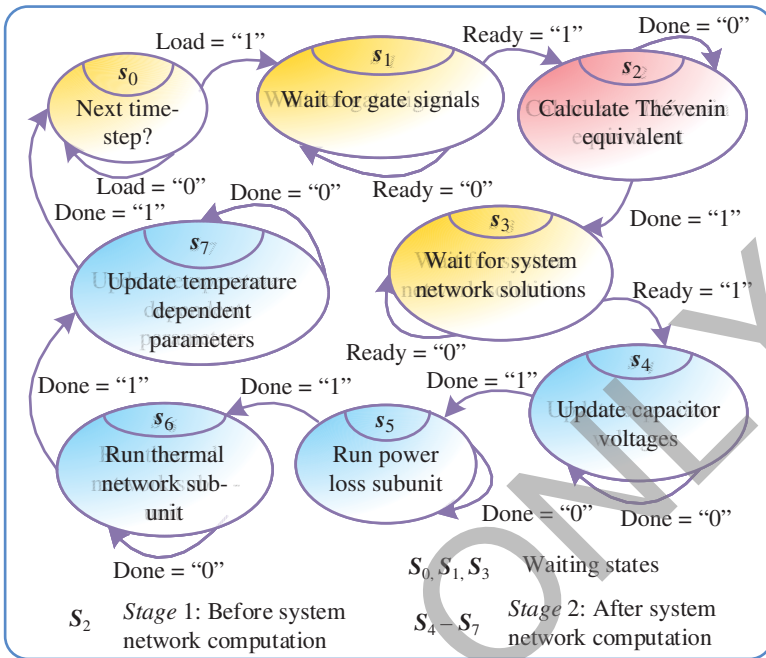 Load = “1”
s0
Next time-
step?
Load = “0”
s1
Wait for gate signals
Ready = “0”
Ready = “1”
s2
Calculate Thévenin
equivalent
Done = “0”
Done = “1”
s3
Wait for system
network solutions
Ready = “0”
Ready = “1”
s4
Update capacitor
voltages
Done = “0”
Done = “1”
s5
Run power
loss subunit
Done = “0”
Done = “1”
s6
Run thermal
network sub-
unit
Done = “0”
Done = “1”
s7
Update temperature
dependent
parameters
Done = “0”
Done = “1”
S0, S1, S3 Waiting states
S2 Stage 1: Before system
network computation
S4 – S7 Stage 2: After system
network computation
ONLY